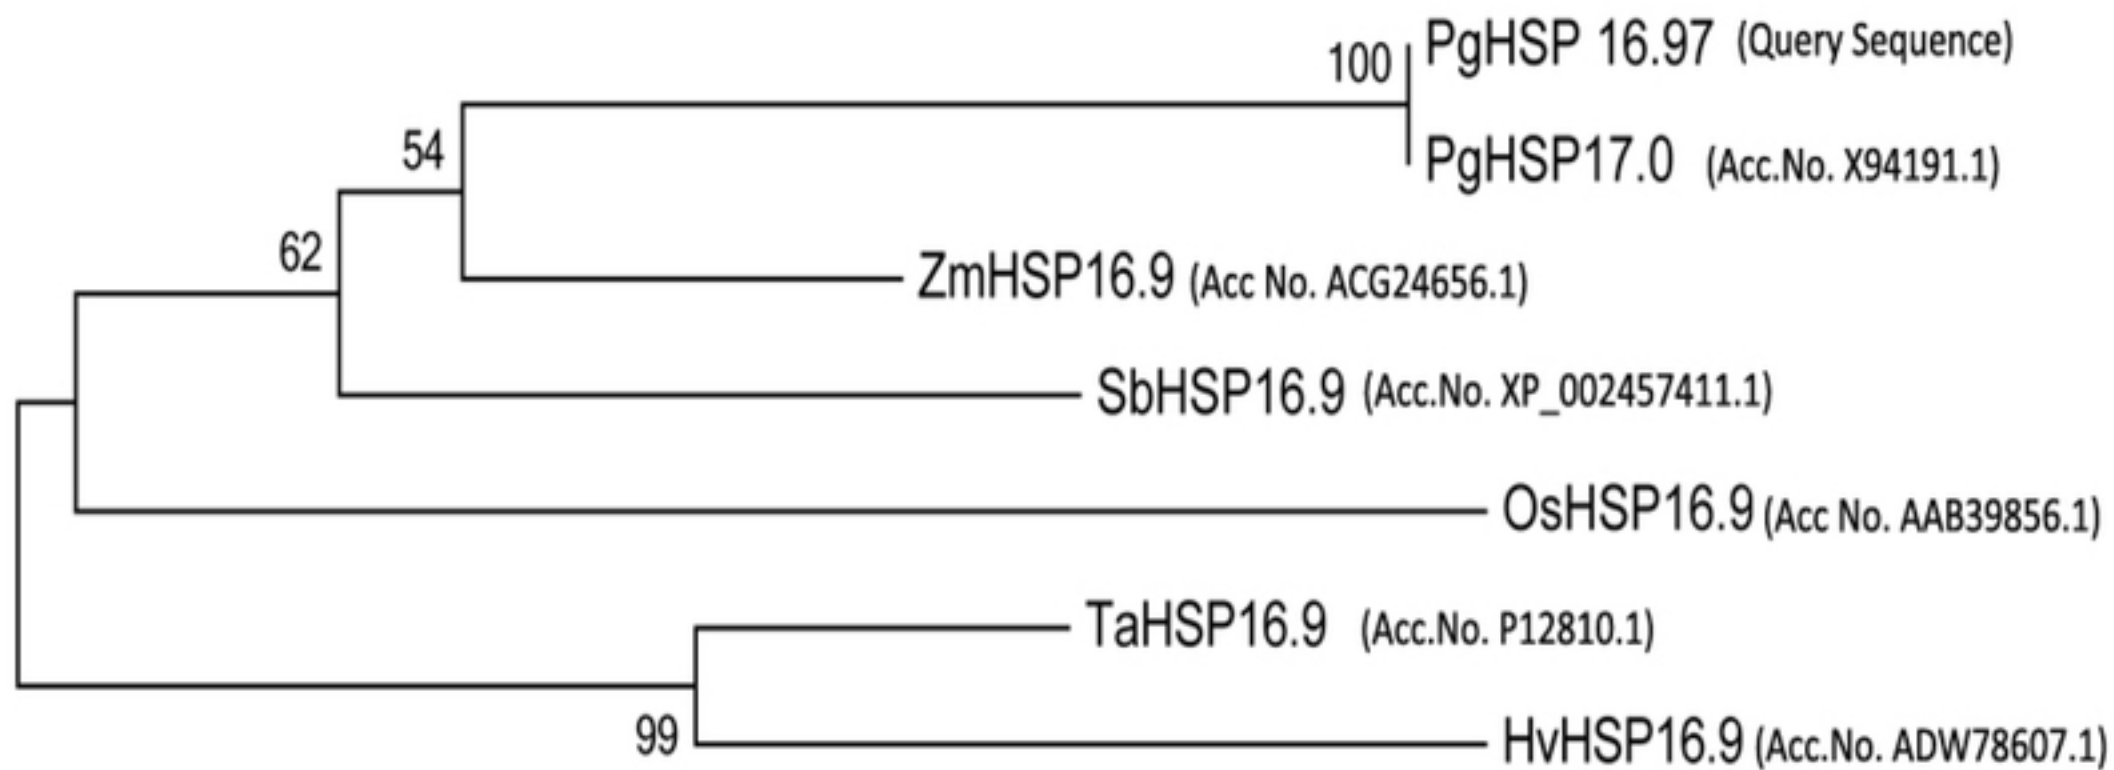 100 PgHSP 16.97 (Query Sequence)
54 PgHSP17.0 (Acc.No. X94191.1)
62 ZmHSP16.9 (Acc No. ACG24656.1)
SbHSP16.9 (Acc.No. XP_002457411.1)
OsHSP16.9 (Acc No. AAB39856.1)
TaHSP16.9 (Acc.No. P12810.1)
99 HvHSP16.9 (Acc.No. ADW78607.1)